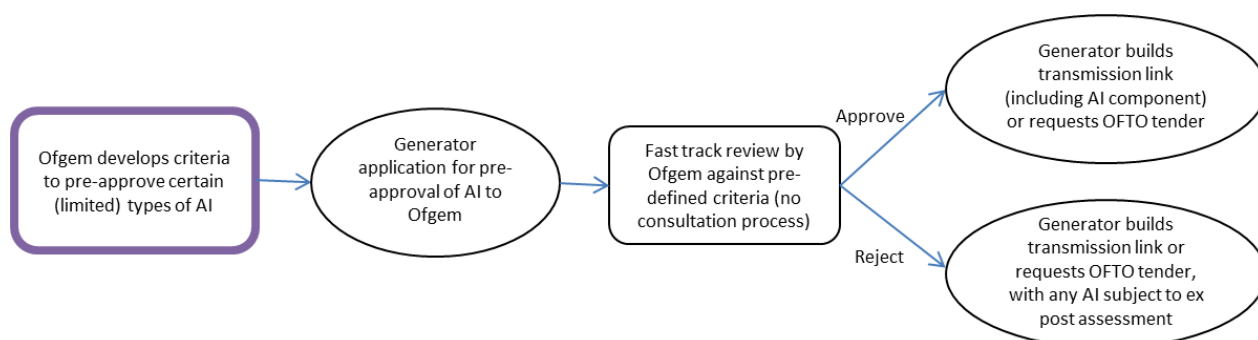 Ofgem develops criteria
to pre-approve certain
(limited) types of AI
Generator
application for pre-
approval of AI to
Ofgem
Fast track review by
Ofgem against pre-
defined criteria (no
consultation process)
Approve
Reject
Generator builds
transmission link
(including AI component)
or requests OFTO tender
Generator builds
transmission link or
requests OFTO tender,
with any AI subject to ex
post assessment